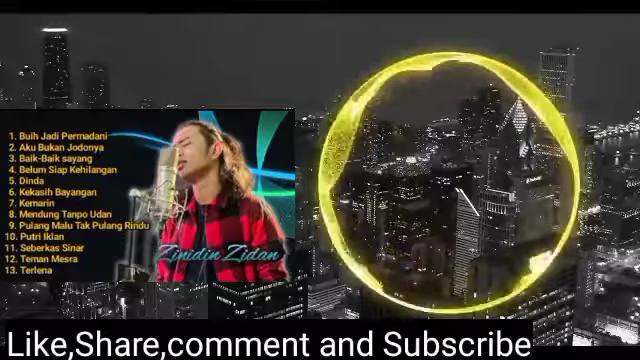 1. Buih Jadi Permadani
2. Aku Bukan Jodonya
3. Baik-Baik sayang
4. Belum Siap Kehilangan
5. Dinda
6. Kekasih Bayangan
7. Kemarin
8. Mendung Tanpo Udan
9. Pulang Malu Tak Pulang Rindu
10. Putri Iklan
11. Seberkas Sinar
12. Teman Mesra
13. Terlena
Zinidin Zidan
Like,Share,comment and Subscribe